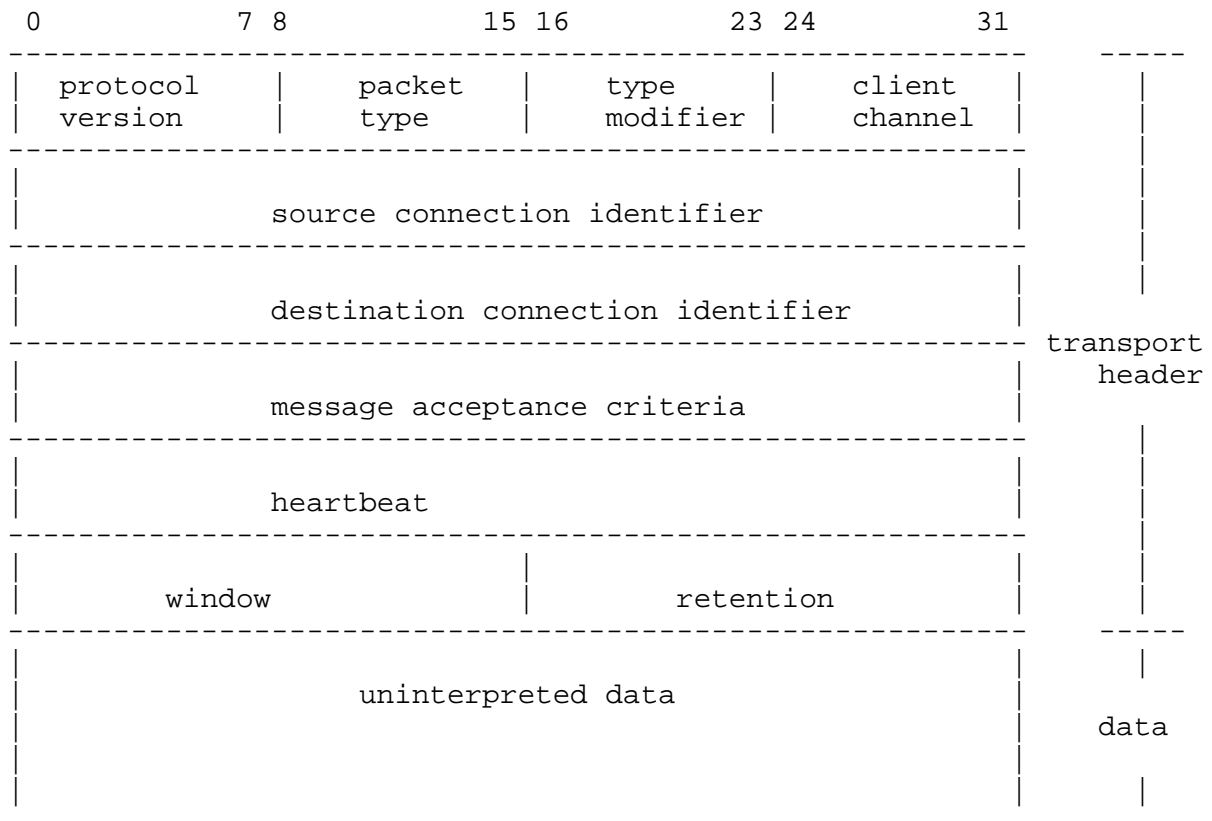 0 7 8 15 16 23 24 31
protocol packet type client
version type modifier channel
source connection identifier
destination connection identifier
transport
header
message acceptance criteria
heartbeat
window retention
uninterpreted data
data